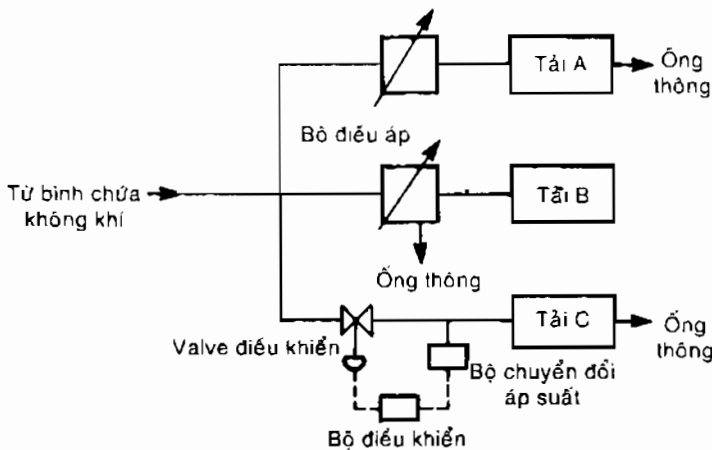 Tải A
Ống
thông
Bộ điều áp
Từ bình chứa
không khí
Tải B
Ống thông
Tải C
Ống
thông
Valve điều khiển
Bộ chuyển đổi
áp suất
Bộ điều khiển